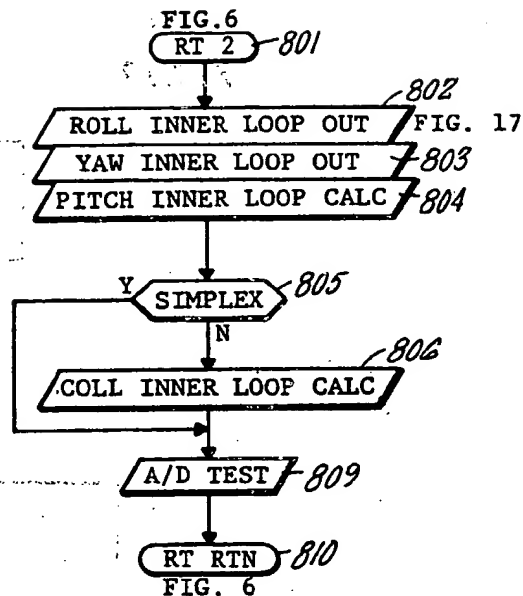 FIG.6
RT 2 801
802
ROLL INNER LOOP OUT FIG. 17
YAW INNER LOOP OUT 803
PITCH INNER LOOP CALC 804
Y SIMPLEX 805
N
806
COLL INNER LOOP CALC
A/D TEST 809
RT RTN 810
FIG. 6